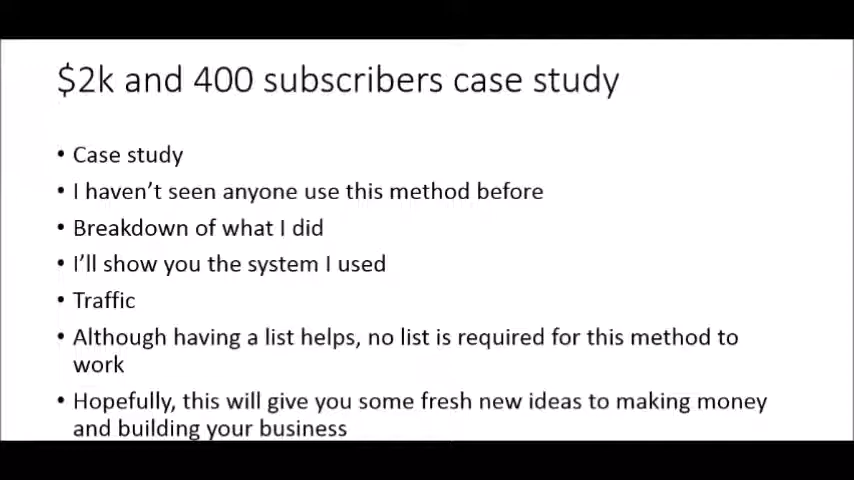 $2k and 400 subscribers case study
• Case study
• I haven't seen anyone use this method before
• Breakdown of what I did
• I'll show you the system I used
• Traffic
• Although having a list helps, no list is required for this method to
work
• Hopefully, this will give you some fresh new ideas to making money
and building your business